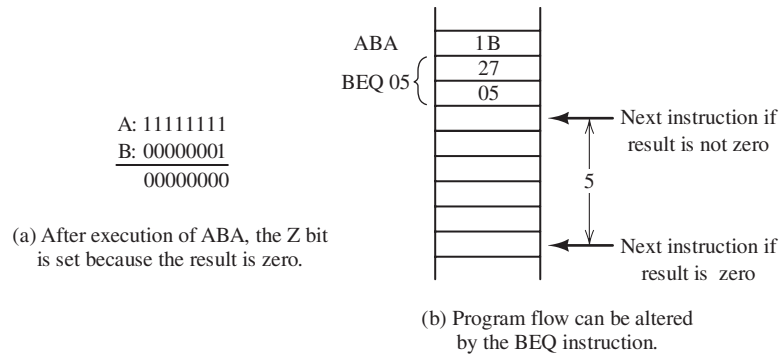 ABA
1B
BEQ 05
27
05
A: 11111111
B: 00000001
00000000
(a) After execution of ABA, the Z bit
is set because the result is zero.
Next instruction if
result is not zero
5
Next instruction if
result is zero
(b) Program flow can be altered
by the BEQ instruction.